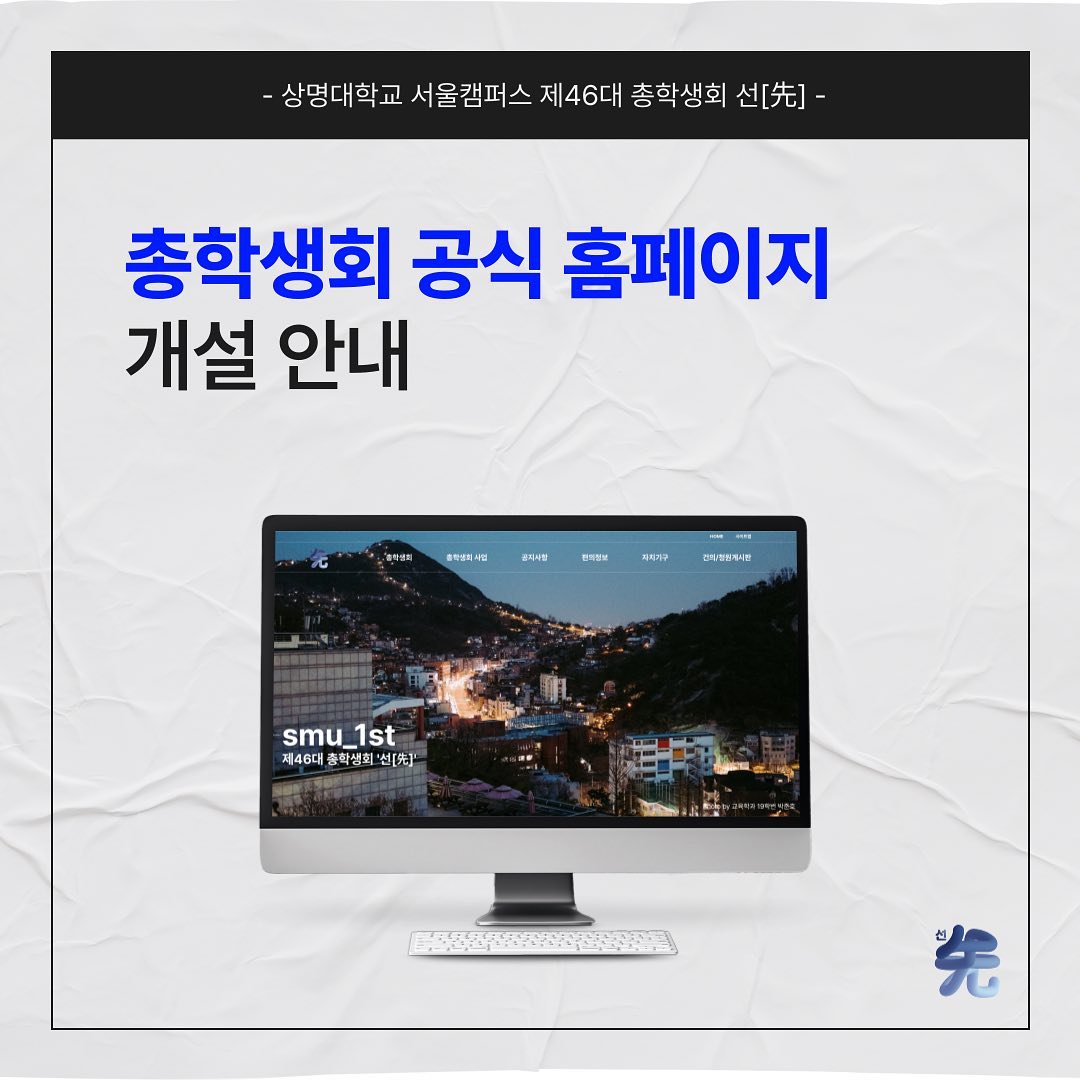 - 상명대학교 서울캠퍼스 제46대 총학생회 선[先] -
총학생회 공식 홈페이지
개설 안내
HOME 사이트맵
先 총학생회 총학생회 사업 공지사항 편의정보 자치기구 건의/청원게시판
smu_1st
제46대 총학생회 '선[先]'
Photo by 교육학과 19학번 박준호
선 先